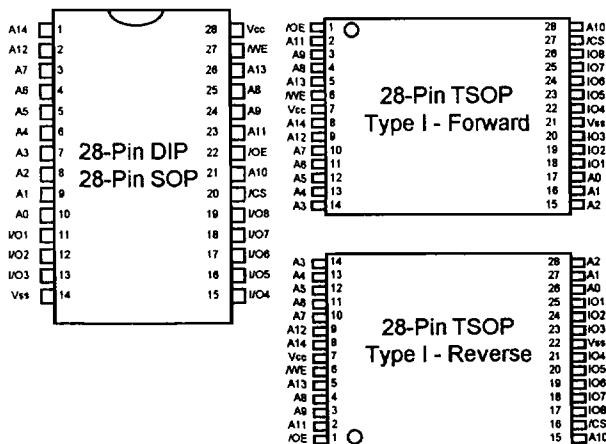 A14 1 28 Vcc
A12 2 27 /WE
A7 3 26 A13
A6 4 25 A8
A5 5 24 A9
A4 6 23 A11
A3 7 22 /OE
A2 8 21 A10
A1 9 20 /CS
A0 10 19 I/O8
I/O1 11 18 I/O7
I/O2 12 17 I/O6
I/O3 13 16 I/O5
Vss 14 15 I/O4
28-Pin DIP
28-Pin SOP
/OE 1 28 A10
A11 2 27 /CS
A9 3 26 IO8
A8 4 25 IO7
A13 5 24 IO6
/WE 6 23 IO5
Vcc 7 22 IO4
A14 8 21 Vss
A12 9 20 IO3
A7 10 19 IO2
A6 11 18 IO1
A5 12 17 A0
A4 13 16 A1
A3 14 15 A2
28-Pin TSOP
Type I - Forward
A3 14 28 A2
A4 13 27 A1
A5 12 26 A0
A6 11 25 IO1
A7 10 24 IO2
A12 9 23 IO3
A14 8 22 Vss
Vcc 7 21 IO4
/WE 6 20 IO5
A13 5 19 IO6
A8 4 18 IO7
A9 3 17 IO8
A11 2 16 /CS
/OE 1 15 A10
28-Pin TSOP
Type I - Reverse